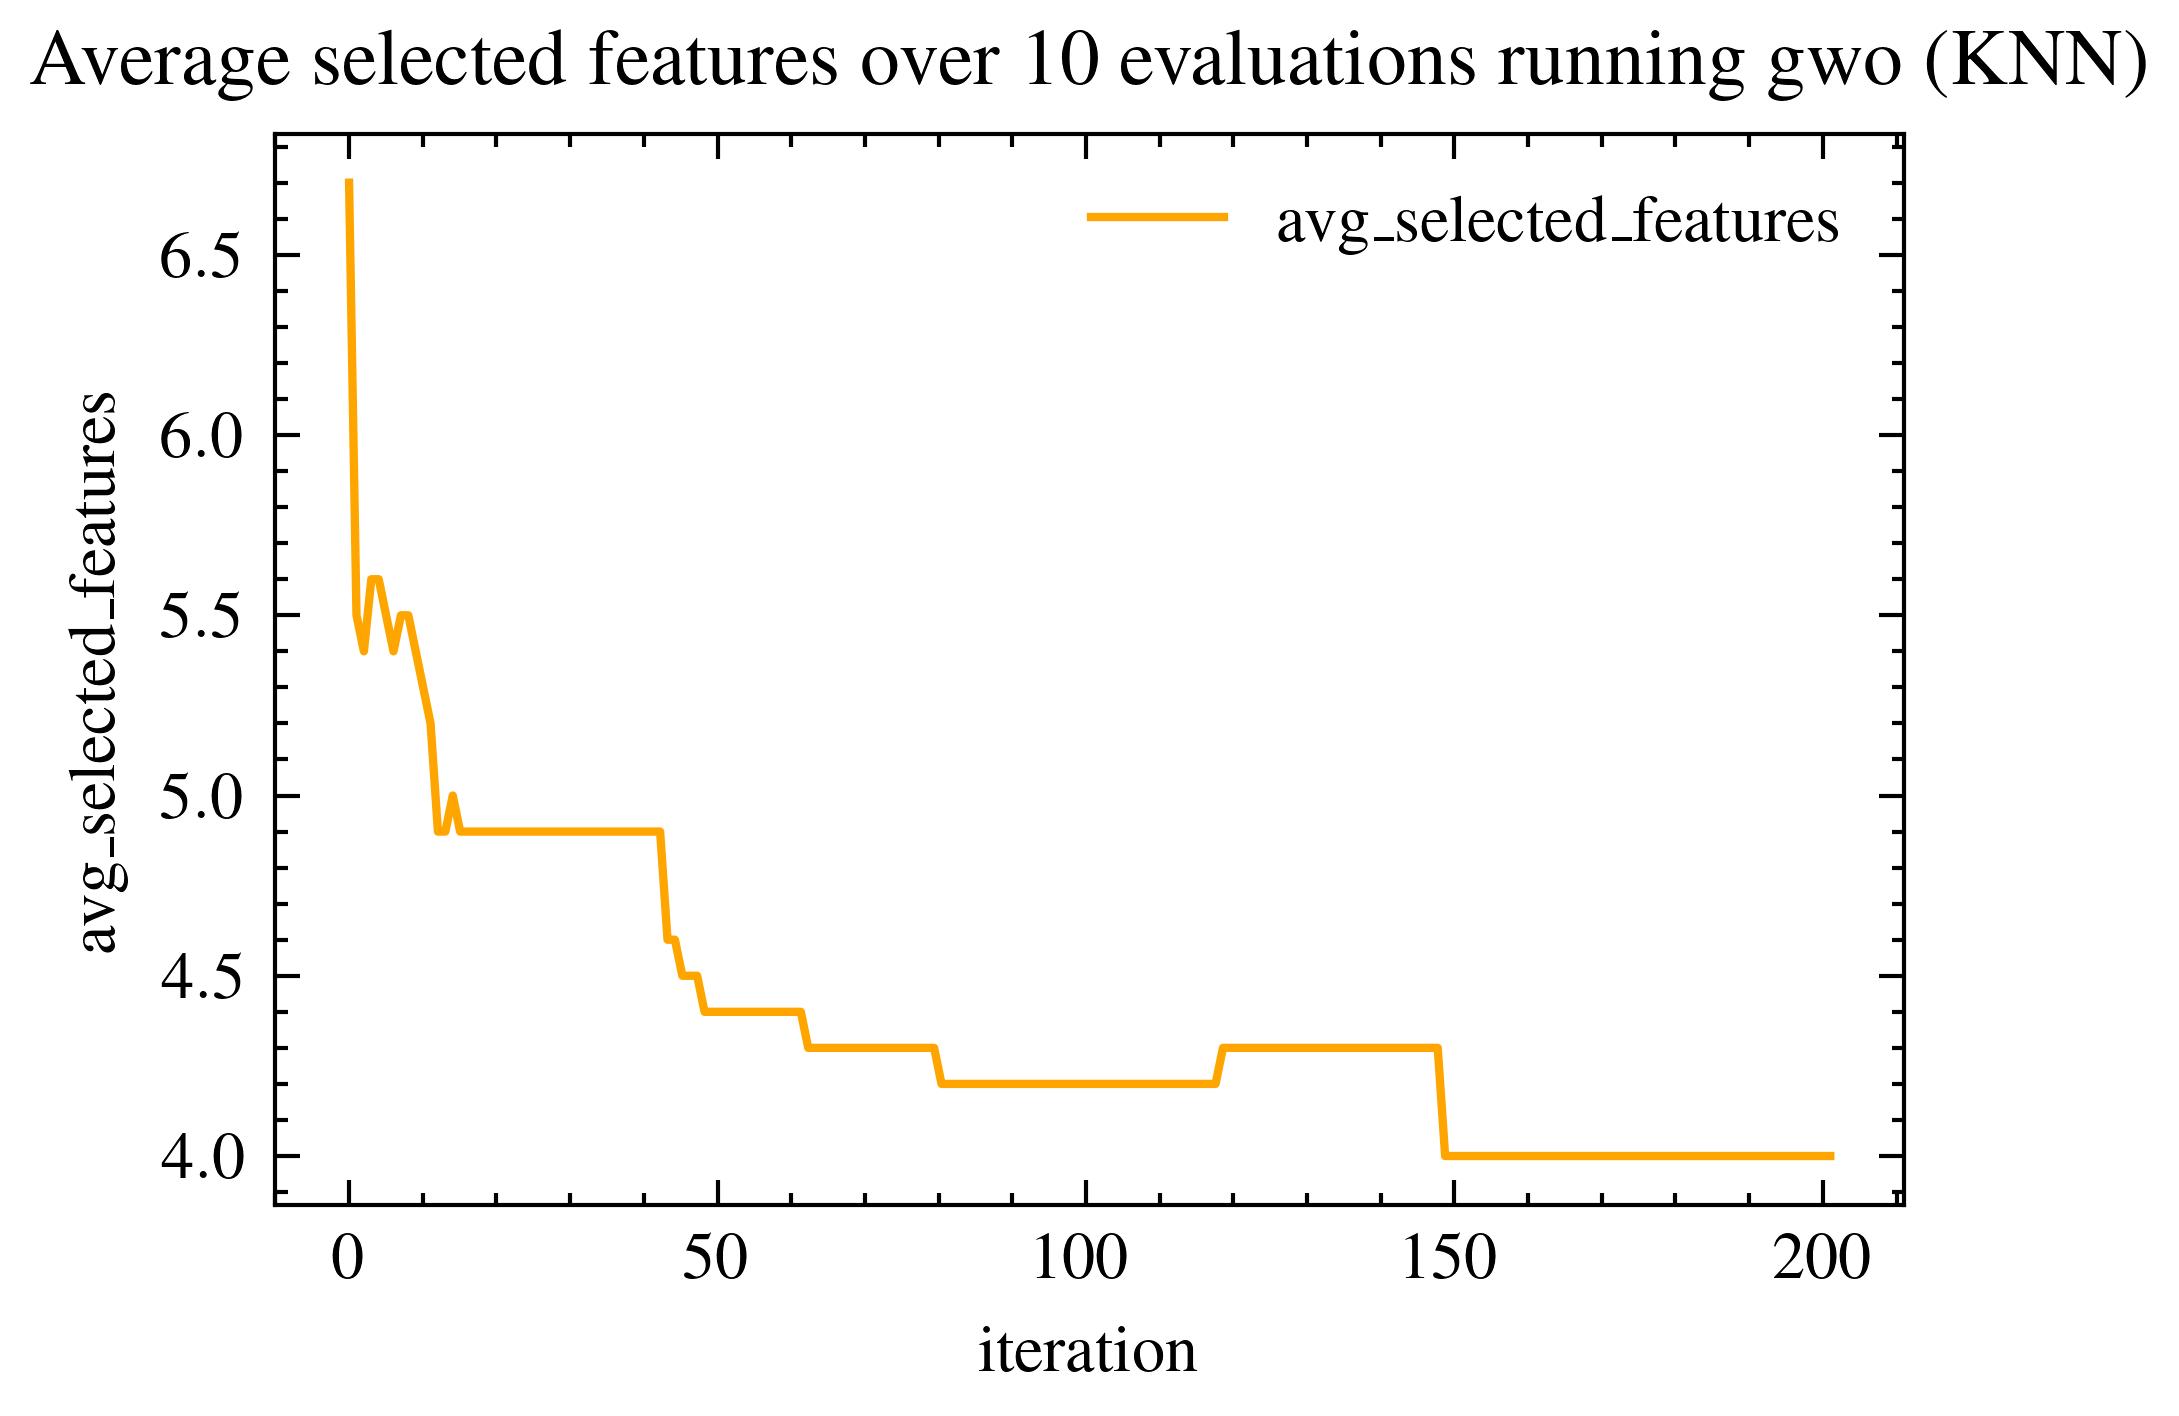 Average selected features over 10 evaluations running gwo (KNN)
avg_selected_features
6.5
6.0
5.5
5.0
4.5
4.0
avg_selected_features
0 50 100 150 200
iteration